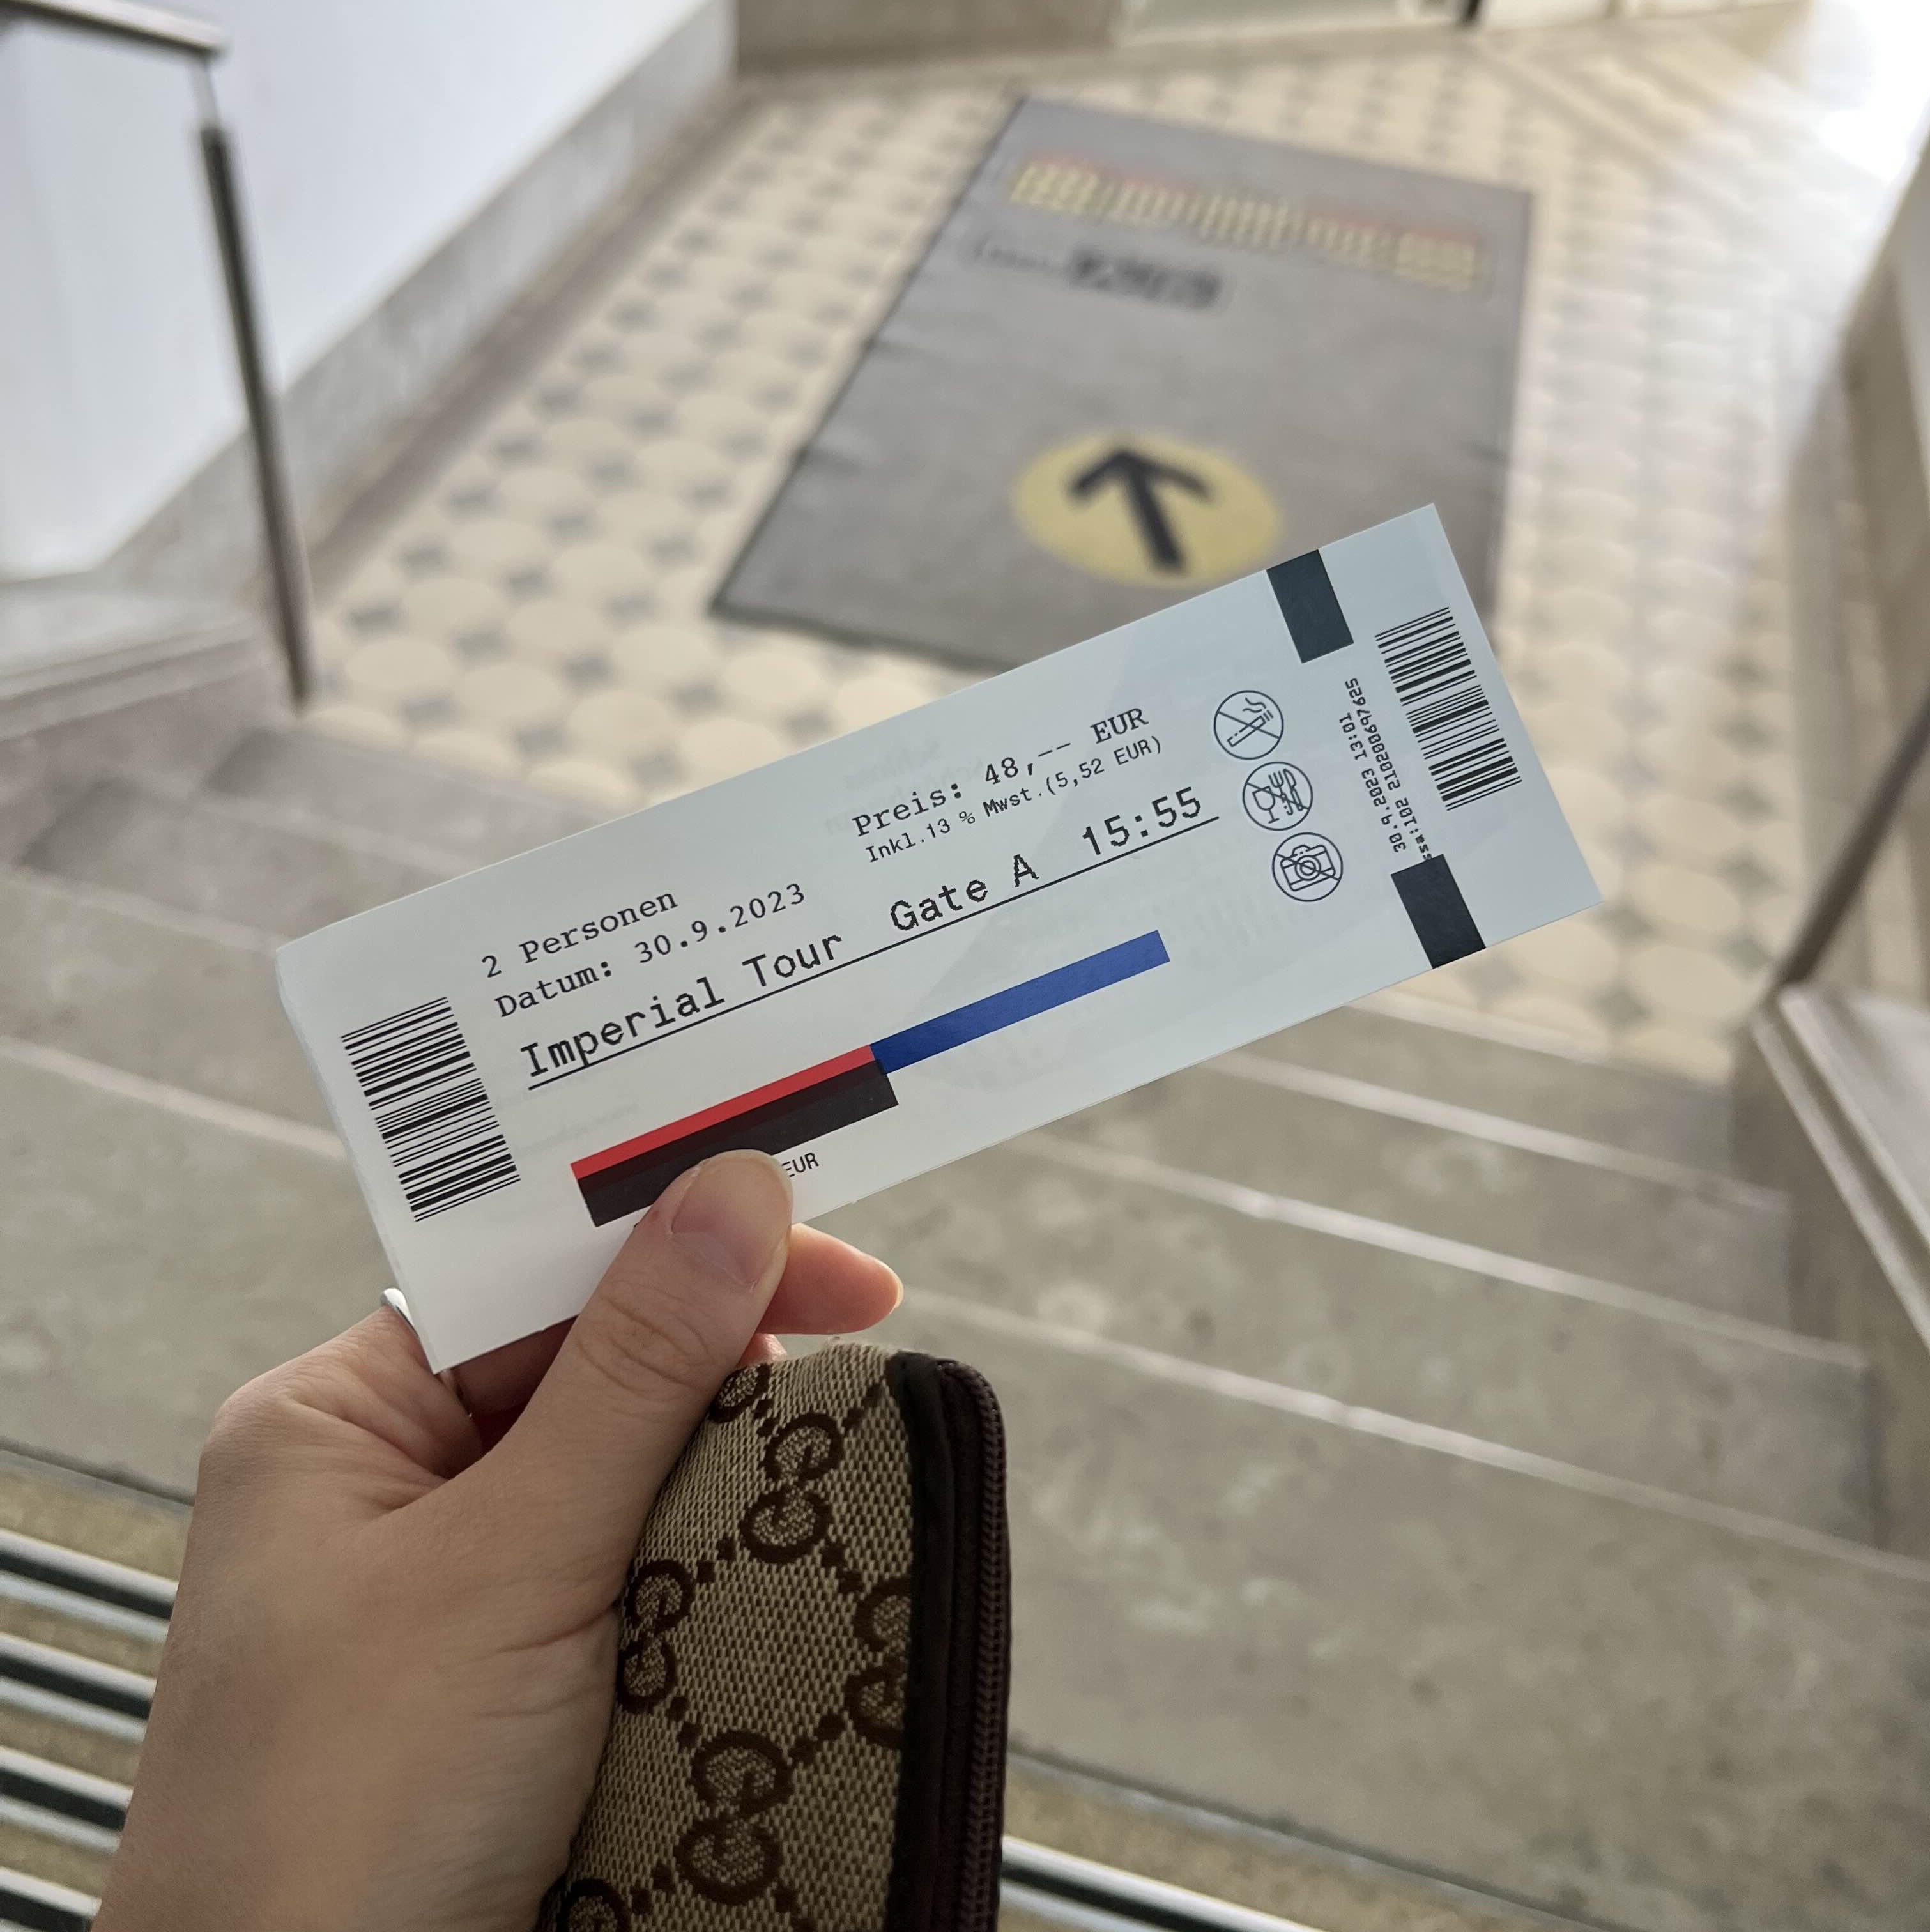 2 Personen
Datum: 30.9.2023
Preis: 48,-- EUR
Inkl.13 % Mwst.(5,52 EUR)
Imperial Tour Gate A 15:55
EUR
30.9.2023 13:01